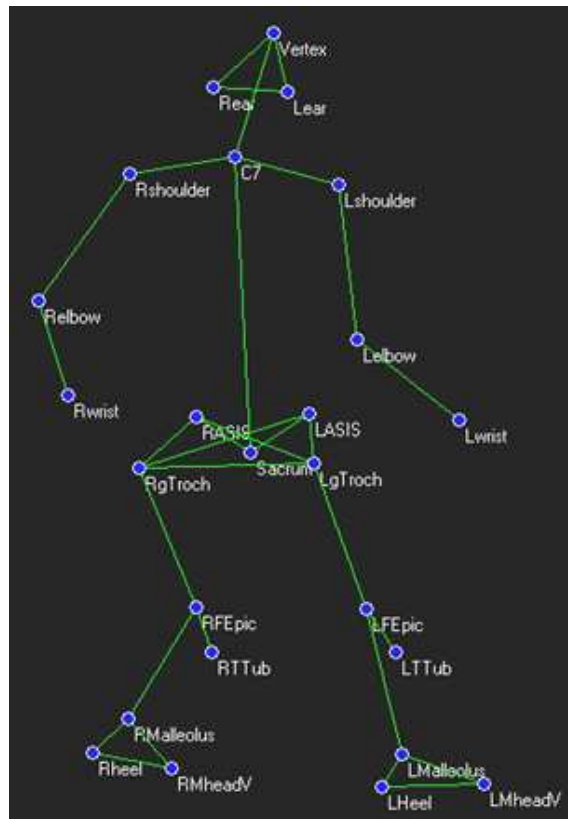 Vertex
Rear
Lear
C7
Rshoulder
Lshoulder
Relbow
Lelbow
Rwrist
Lwrist
RASIS
LASIS
Sacrum
RgTroch
LgTroch
RFEpic
LFEpic
RTTub
LTTub
RMalleolus
LMalleolus
Rheel
RMheadV
LHeel
LMheadV